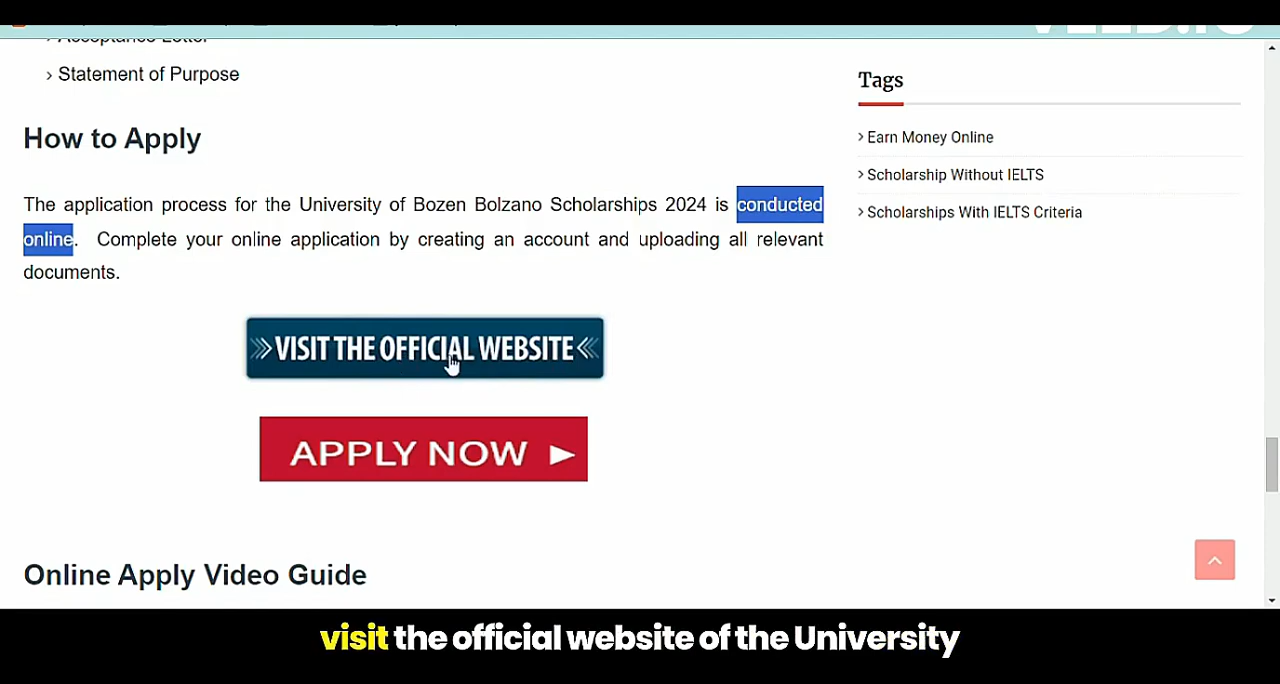 Acceptance Letter
Statement of Purpose
How to Apply
The application process for the University of Bozen Bolzano Scholarships 2024 is conducted
online. Complete your online application by creating an account and uploading all relevant
documents.
VISIT THE OFFICIAL WEBSITE
APPLY NOW
Online Apply Video Guide
Tags
Earn Money Online
Scholarship Without IELTS
Scholarships With IELTS Criteria
visit the official website of the University